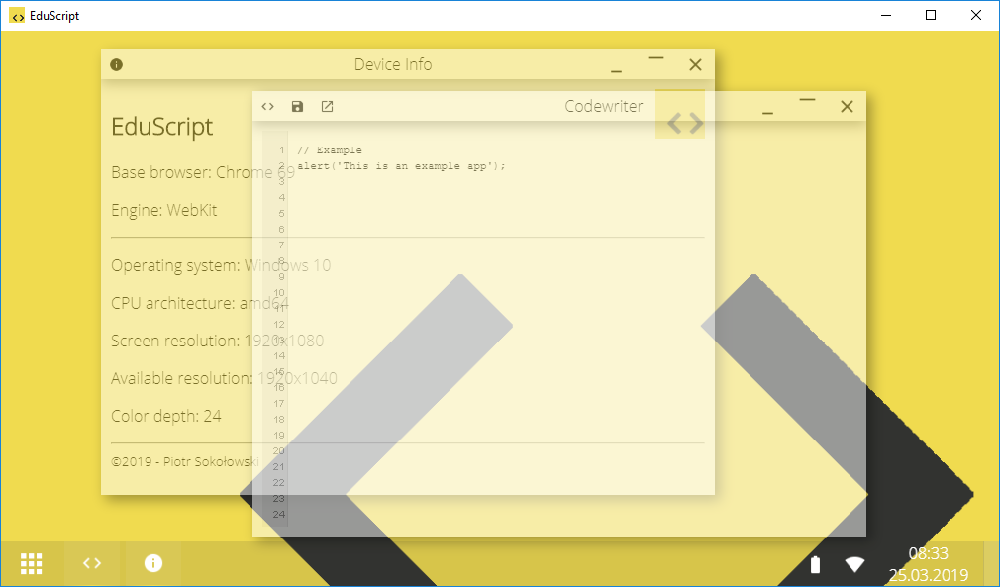 EduScript
Device Info
EduScript
Base browser: Chrome 69
Engine: WebKit
Operating system: Windows 10
CPU architecture: amd64
Screen resolution: 1920x1080
Available resolution: 1920x1040
Color depth: 24
©2019 - Piotr Sokołowski
Codewriter
1 // Example
2 alert('This is an example app');
3
4
5
6
7
8
9
10
11
12
13
14
15
16
17
18
19
20
21
22
23
24
08:33
25.03.2019